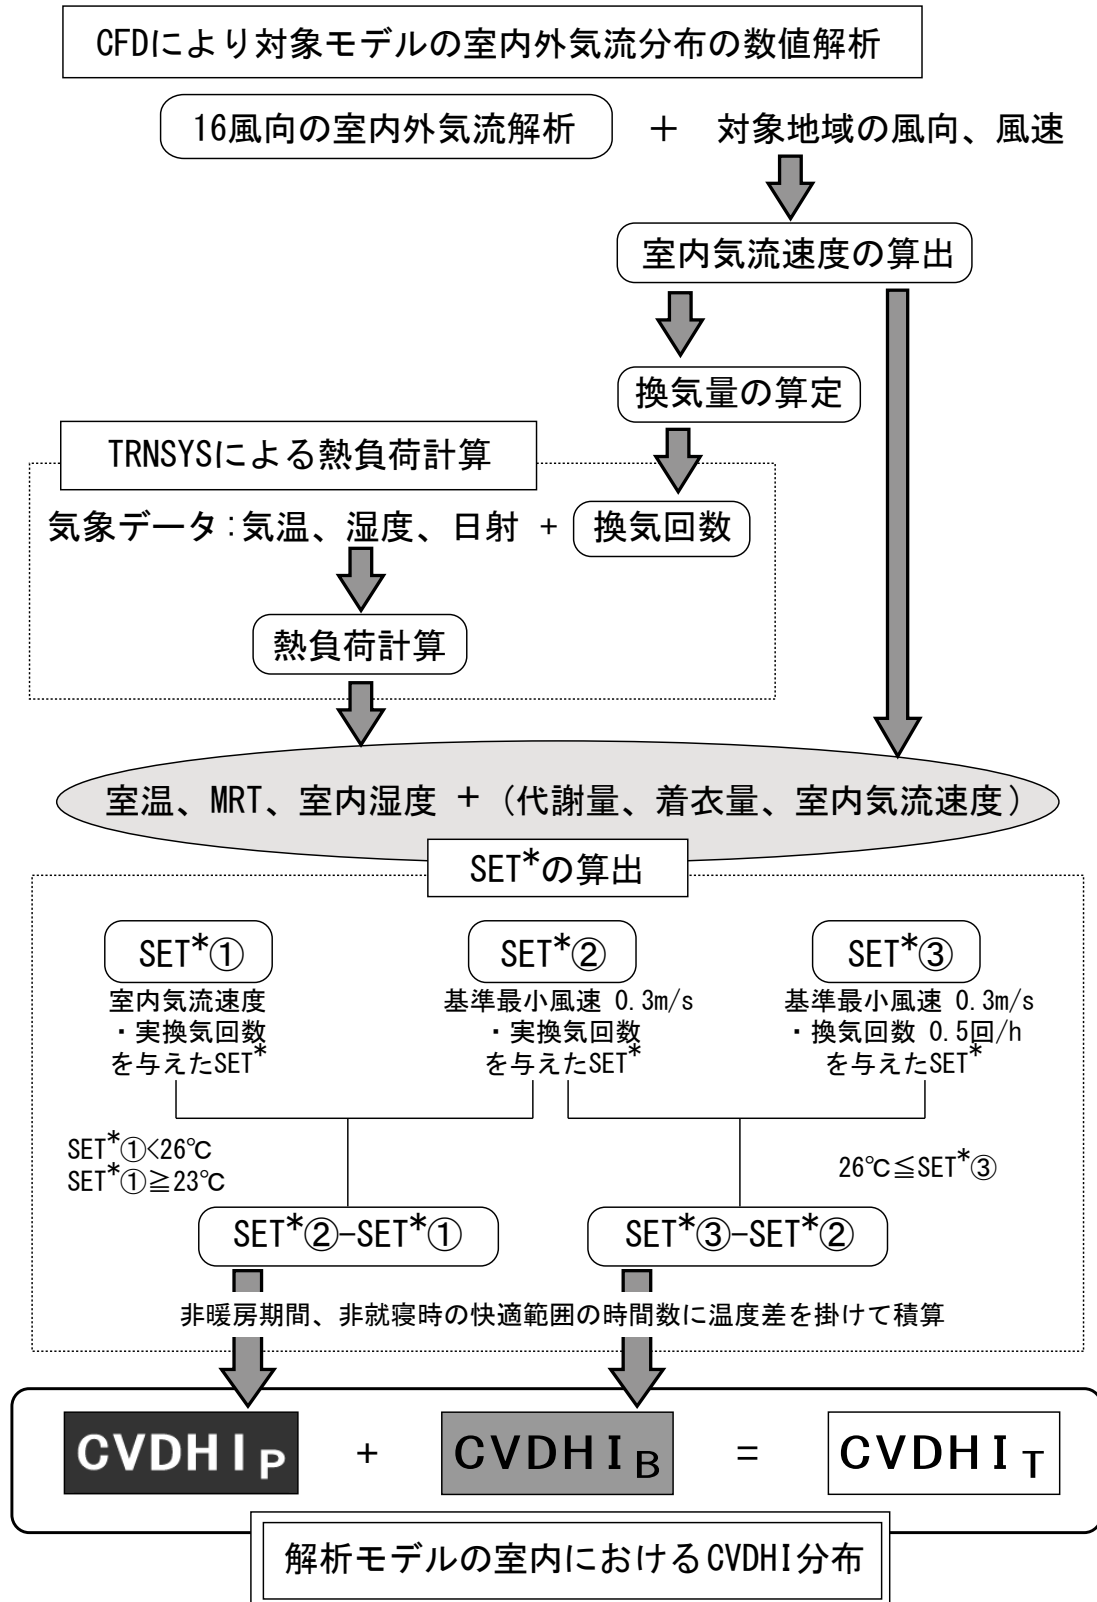 CFDにより対象モデルの室内外気流分布の数値解析
16風向の室内外気流解析 + 対象地域の風向、風速
室内気流速度の算出
換気量の算定
TRNSYSによる熱負荷計算
気象データ:気温、湿度、日射 + 換気回数
熱負荷計算
室温、MRT、室内湿度 + (代謝量、着衣量、室内気流速度)
SET*の算出
SET*① SET*② SET*③
室内気流速度
・実換気回数
を与えたSET*
基準最小風速 0.3m/s
・実換気回数
を与えたSET*
基準最小風速 0.3m/s
・換気回数 0.5回/h
を与えたSET*
SET*①<26℃
SET*①≧23℃
26℃≦SET*③
SET*②-SET*① SET*③-SET*②
非暖房期間、非就寝時の快適範囲の時間数に温度差を掛けて積算
CVDHIP + CVDHIB = CVDHIT
解析モデルの室内におけるCVDHI分布